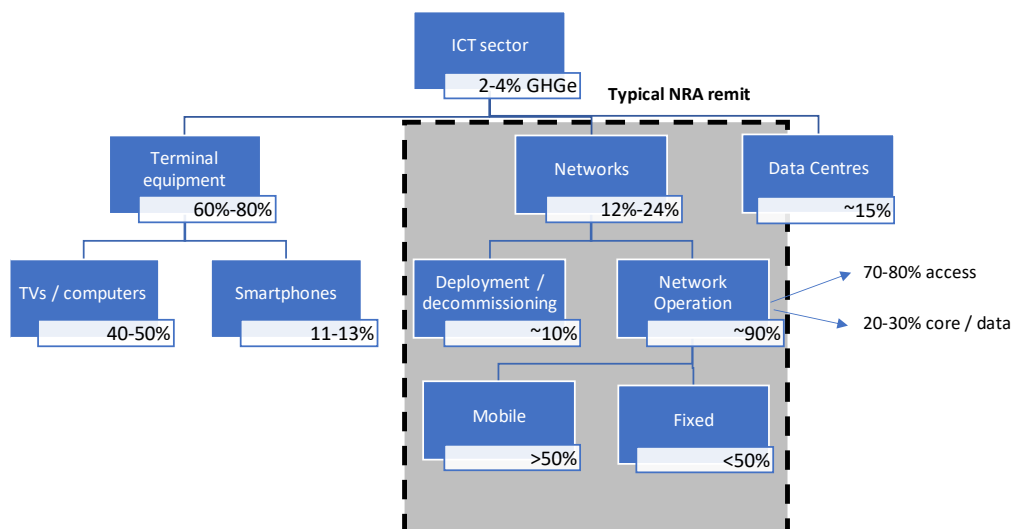 ICT sector
2-4% GHGe
Typical NRA remit
Terminal
equipment
60%-80%
Networks
12%-24%
Data Centres
~15%
TVs / computers
40-50%
Smartphones
11-13%
Deployment /
decommissioning
~10%
Network
Operation
~90%
70-80% access
20-30% core / data
Mobile
>50%
Fixed
<50%